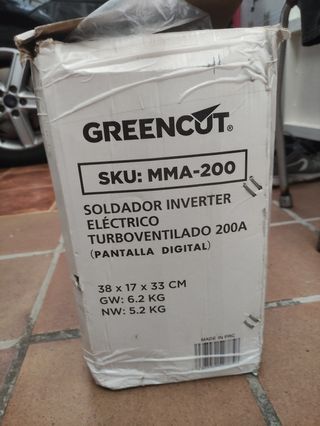 GREENCUT®
SKU: MMA-200
SOLDADOR INVERTER
ELÉCTRICO
TURBOVENTILADO 200A
(PANTALLA DIGITAL)
38 x 17 x 33 CM
GW: 6.2 KG
NW: 5.2 KG
MADE IN PRC